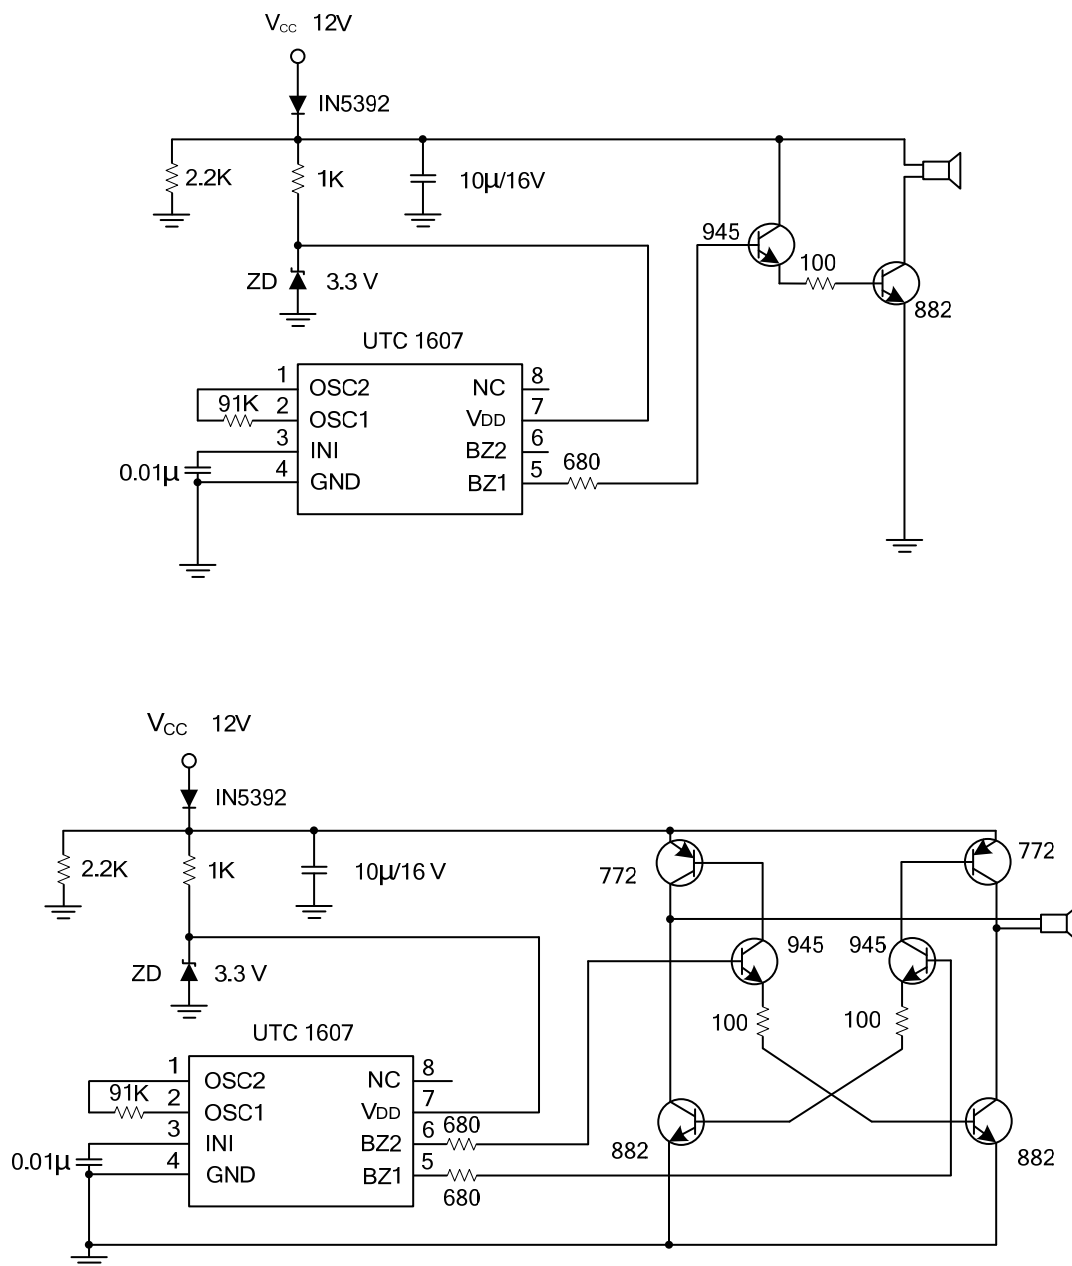 VCC 12V
IN5392
2.2K 1K 10µ/16V
945
100
ZD 3.3 V
882
UTC 1607
1 OSC2 NC 8
91K
2 OSC1 VDD 7
3 INI BZ2 6
680
0.01µ
4 GND BZ1 5
VCC 12V
IN5392
2.2K 1K 10µ/16 V
772 772
945 945
ZD 3.3 V
100 100
UTC 1607
1 OSC2 NC 8
91K
2 OSC1 VDD 7
680
3 INI BZ2 6
882 882
0.01µ
4 GND BZ1 5
680